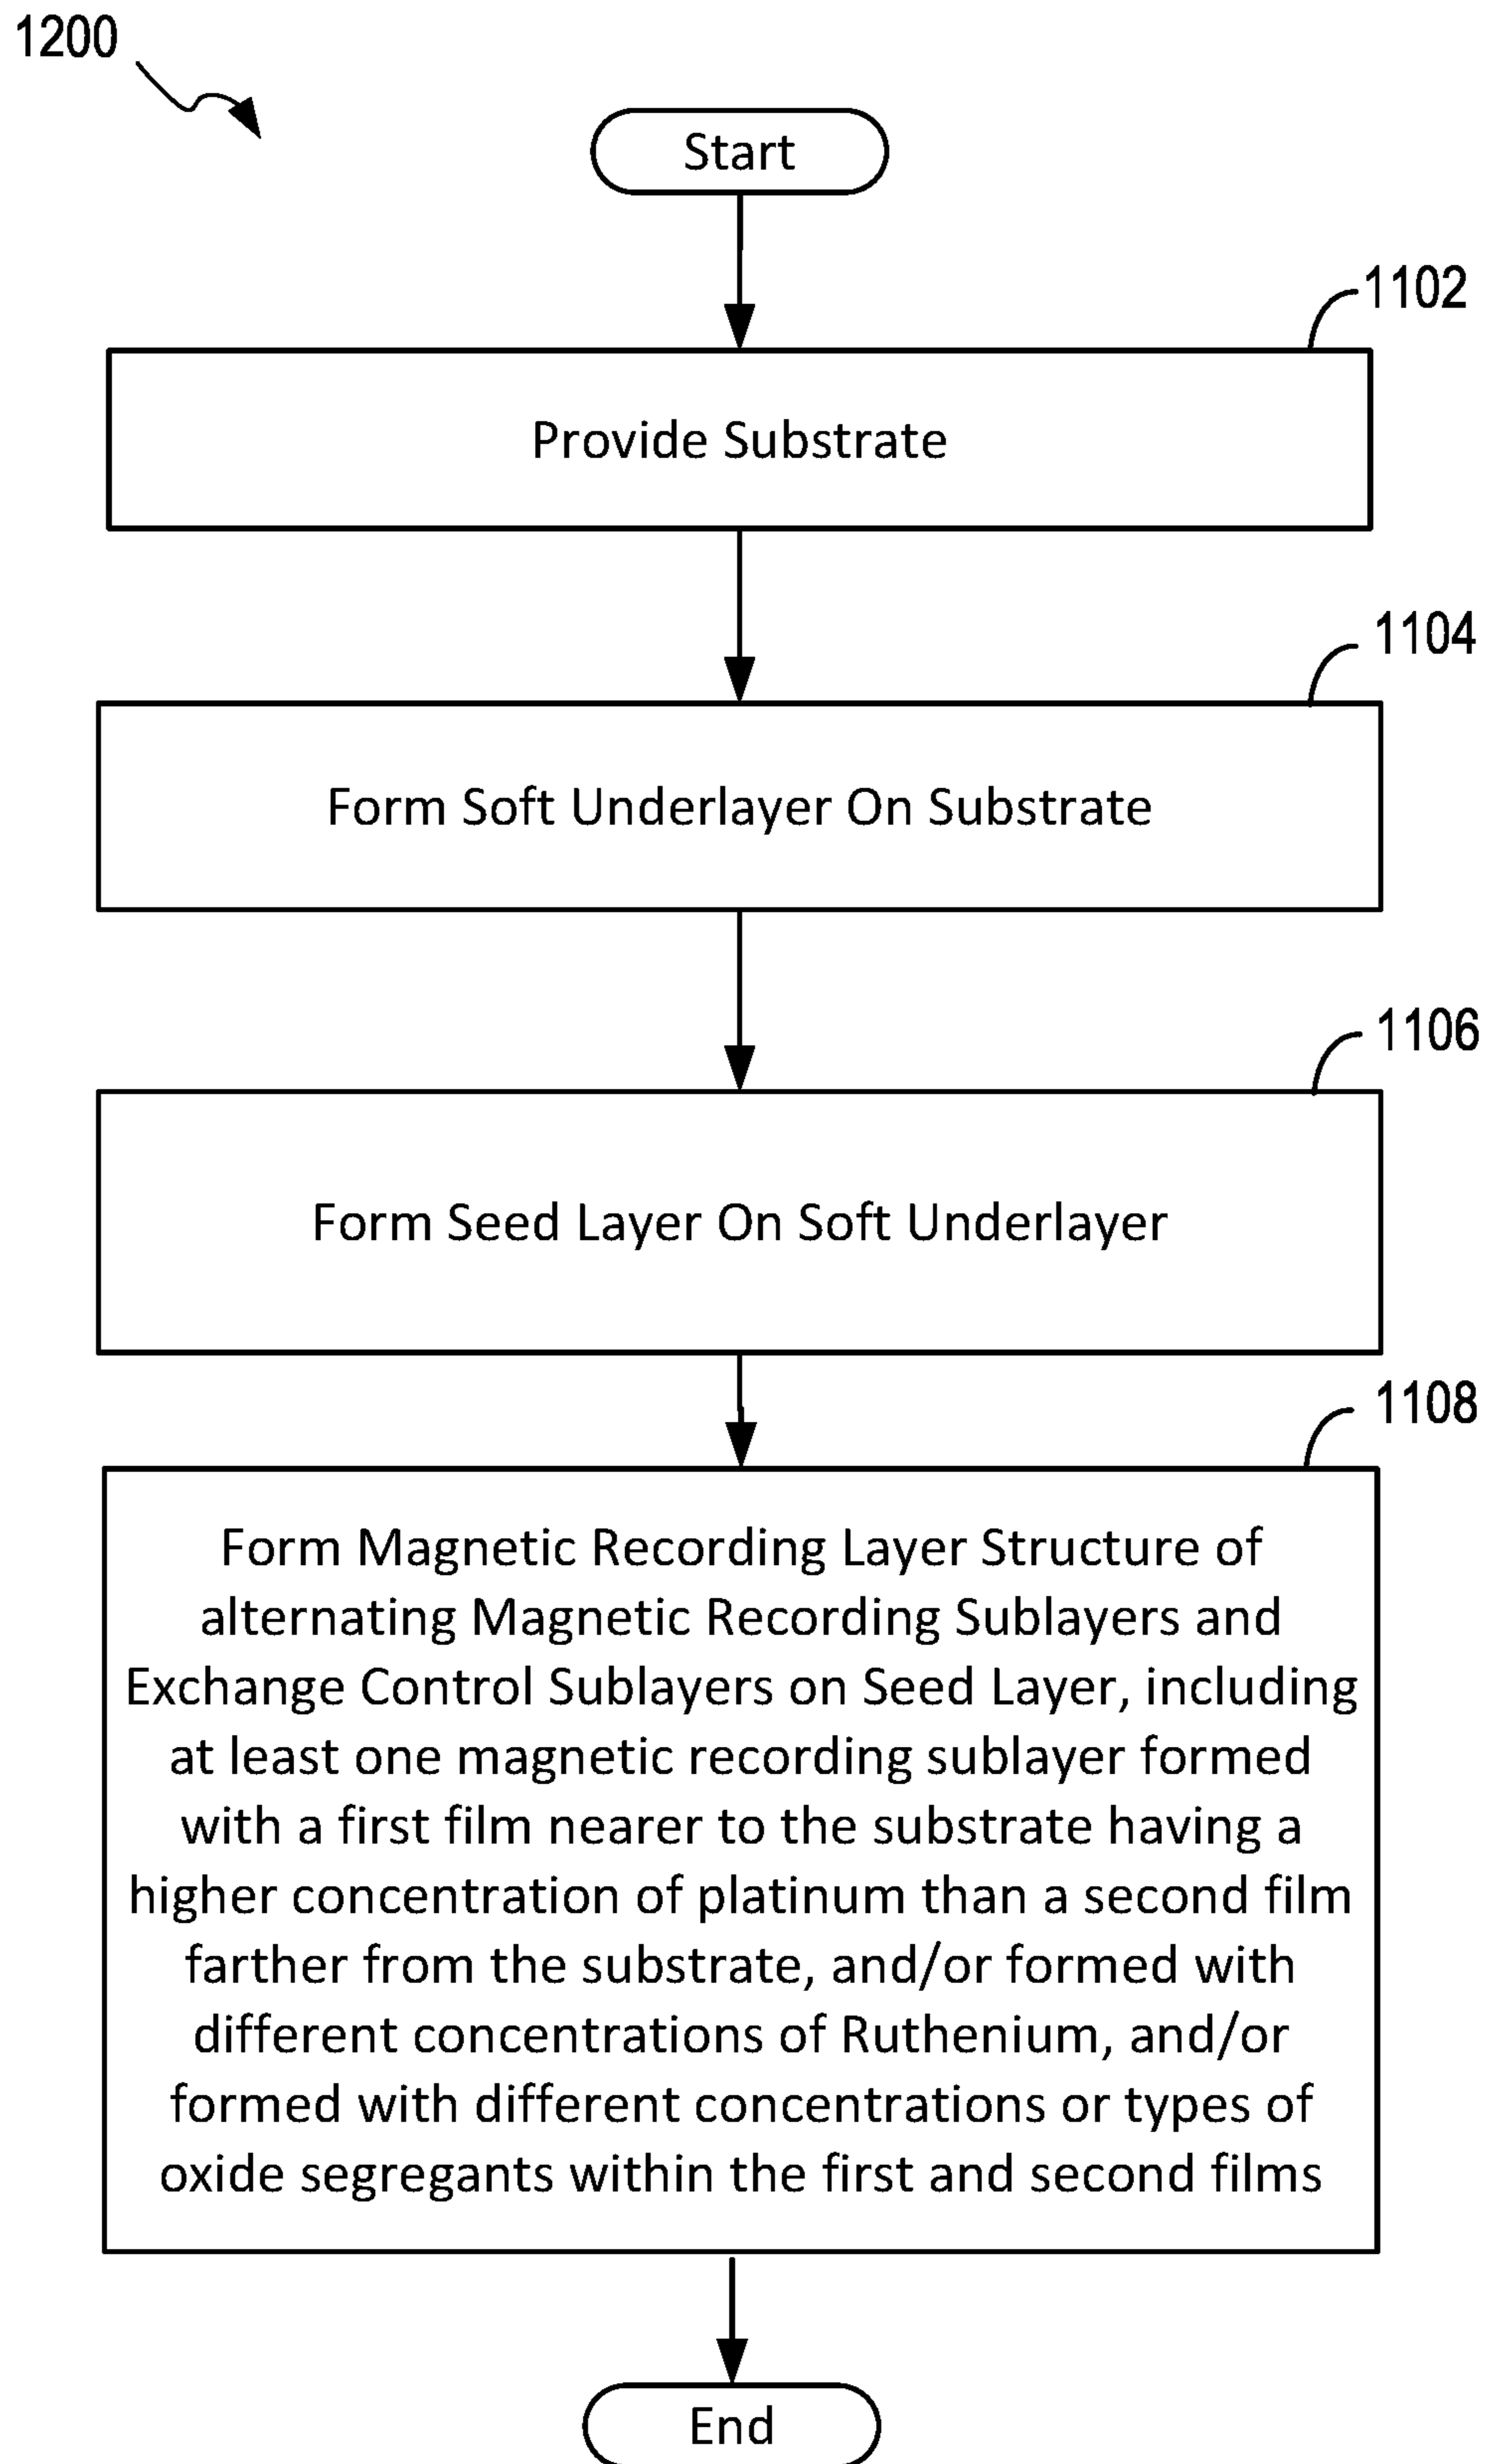 1200
Start
1102
Provide Substrate
1104
Form Soft Underlayer On Substrate
1106
Form Seed Layer On Soft Underlayer
1108
Form Magnetic Recording Layer Structure of
alternating Magnetic Recording Sublayers and
Exchange Control Sublayers on Seed Layer, including
at least one magnetic recording sublayer formed
with a first film nearer to the substrate having a
higher concentration of platinum than a second film
farther from the substrate, and/or formed with
different concentrations of Ruthenium, and/or
formed with different concentrations or types of
oxide segregants within the first and second films
End